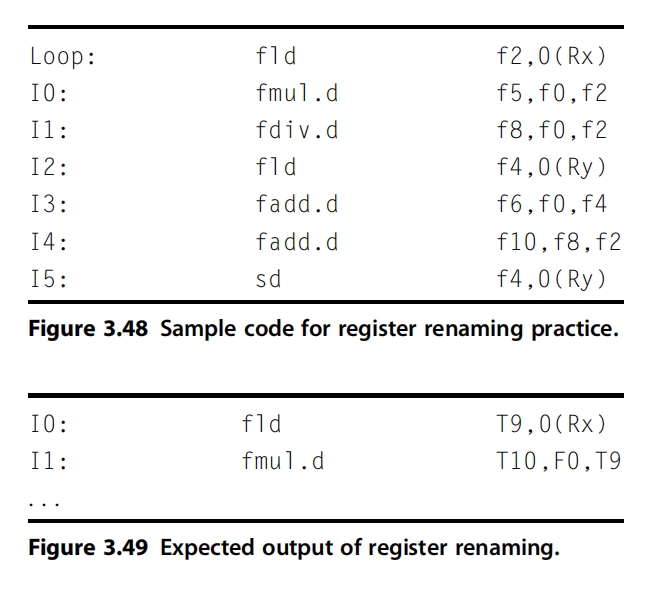 Loop: fld f2,0(Rx)
I0: fmul.d f5,f0,f2
I1: fdiv.d f8,f0,f2
I2: fld f4,0(Ry)
I3: fadd.d f6,f0,f4
I4: fadd.d f10,f8,f2
I5: sd f4,0(Ry)
Figure 3.48 Sample code for register renaming practice.
I0: fld T9,0(Rx)
I1: fmul.d T10,F0,T9
...
Figure 3.49 Expected output of register renaming.